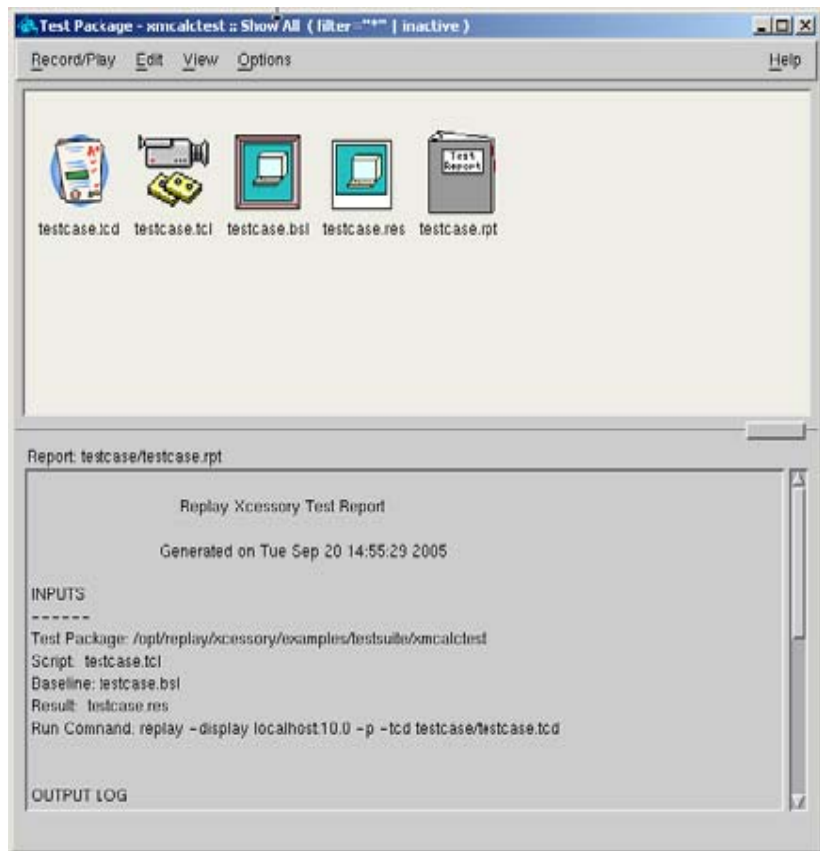 Test Package - xmcalctest :: Show All ( filter="*" | inactive )
Record/Play Edit View Options Help
A+
Test Report
testcase.tcd testcase.tcl testcase.bsl testcase.res testcase.rpt
Report: testcase/testcase.rpt
Replay Xcessory Test Report
Generated on Tue Sep 20 14:55:29 2005
INPUTS
------
Test Package: /opt/replay/xcessory/examples/testsuite/xmcalctest
Script: testcase.tcl
Baseline: testcase.bsl
Result: testcase.res
Run Command: replay -display localhost:10.0 -p -tcd testcase/testcase.tcd
OUTPUT LOG